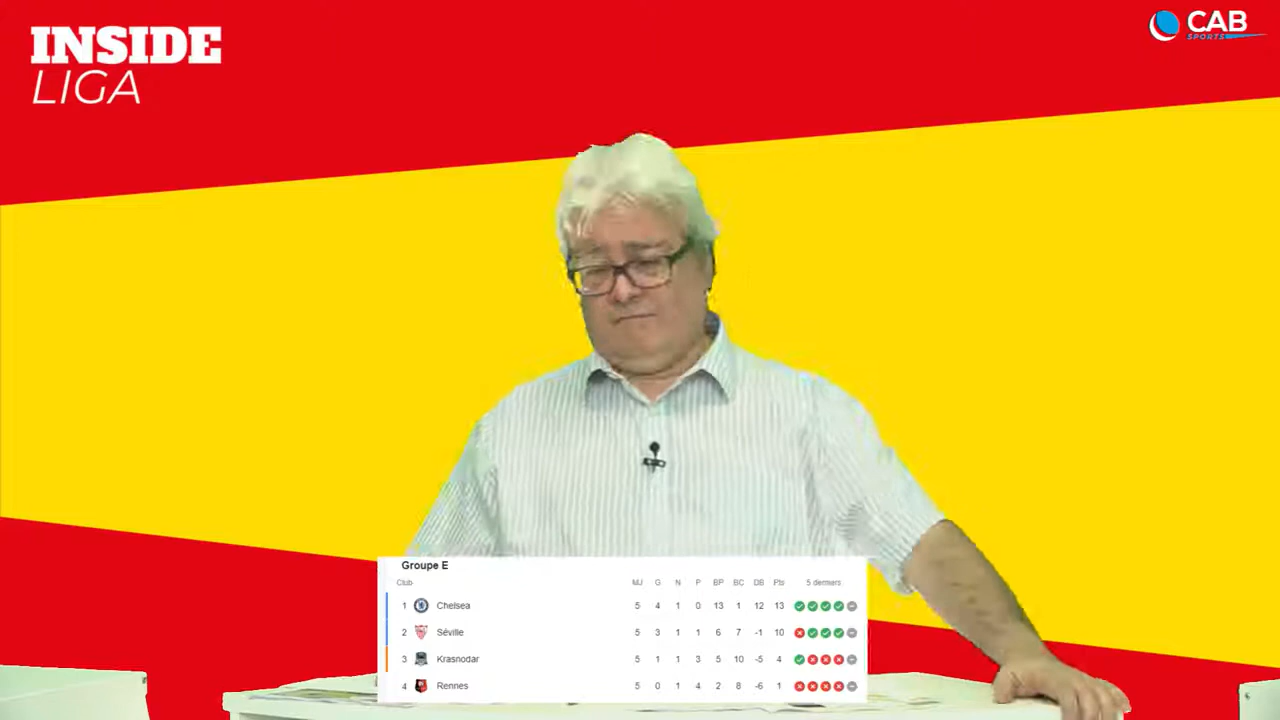 INSIDE
LIGA
CAB
SPORTS
Groupe E
Club MJ G N P BP BC DB Pts 5 derniers
1 Chelsea 5 4 1 0 13 1 12 13
2 Séville 5 3 1 1 6 7 -1 10
3 Krasnodar 5 1 1 3 5 10 -5 4
4 Rennes 5 0 1 4 2 8 -6 1